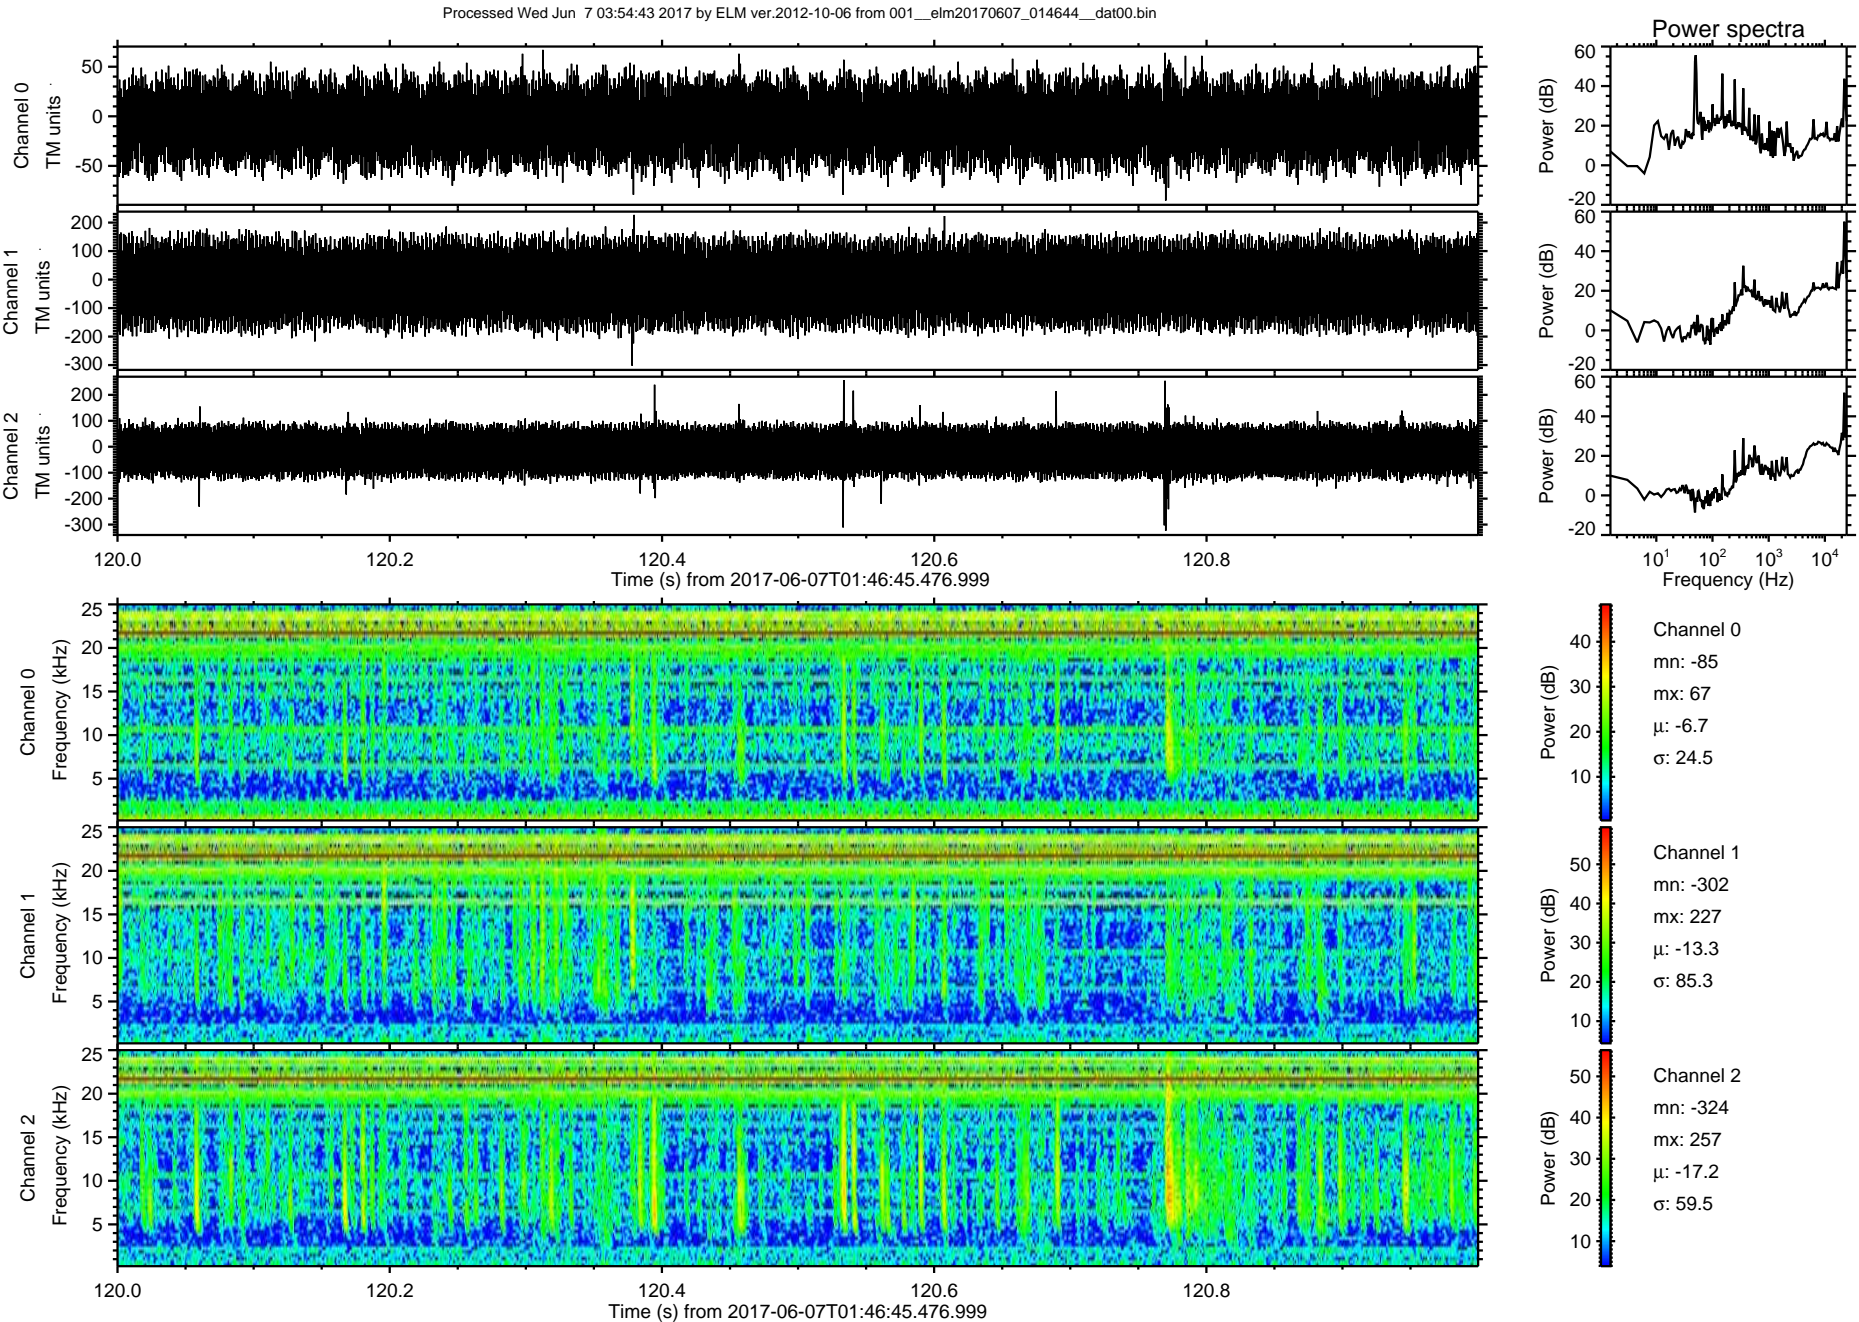 Processed Wed Jun  7 03:54:43 2017 by ELM ver.2012-10-06 from 001__elm20170607_014644__dat00.bin
Power spectra
Channel 0
TM units
50
0
-50
Power (dB)
60
40
20
0
-20
Channel 1
TM units
200
100
0
-100
-200
-300
Power (dB)
60
40
20
0
-20
Channel 2
TM units
200
100
0
-100
-200
-300
Power (dB)
60
40
20
0
-20
120.0 120.2 120.4 120.6 120.8
Time (s) from 2017-06-07T01:46:45.476.999
10^1 10^2 10^3 10^4
Frequency (Hz)
Channel 0
Frequency (kHz)
25
20
15
10
5
Power (dB)
40
30
20
10
Channel 0
mn: -85
mx: 67
μ: -6.7
σ: 24.5
Channel 1
Frequency (kHz)
25
20
15
10
5
Power (dB)
50
40
30
20
10
Channel 1
mn: -302
mx: 227
μ: -13.3
σ: 85.3
Channel 2
Frequency (kHz)
25
20
15
10
5
Power (dB)
50
40
30
20
10
Channel 2
mn: -324
mx: 257
μ: -17.2
σ: 59.5
120.0 120.2 120.4 120.6 120.8
Time (s) from 2017-06-07T01:46:45.476.999